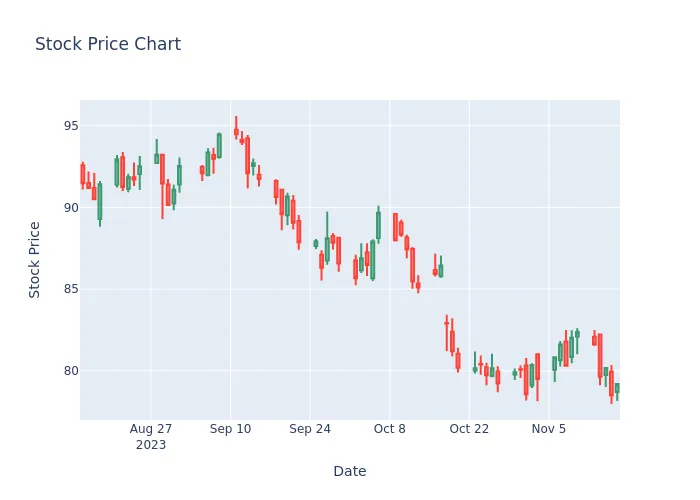 Stock Price Chart
Stock Price
95
90
85
80
Aug 27
2023
Sep 10
Sep 24
Oct 8
Oct 22
Nov 5
Date